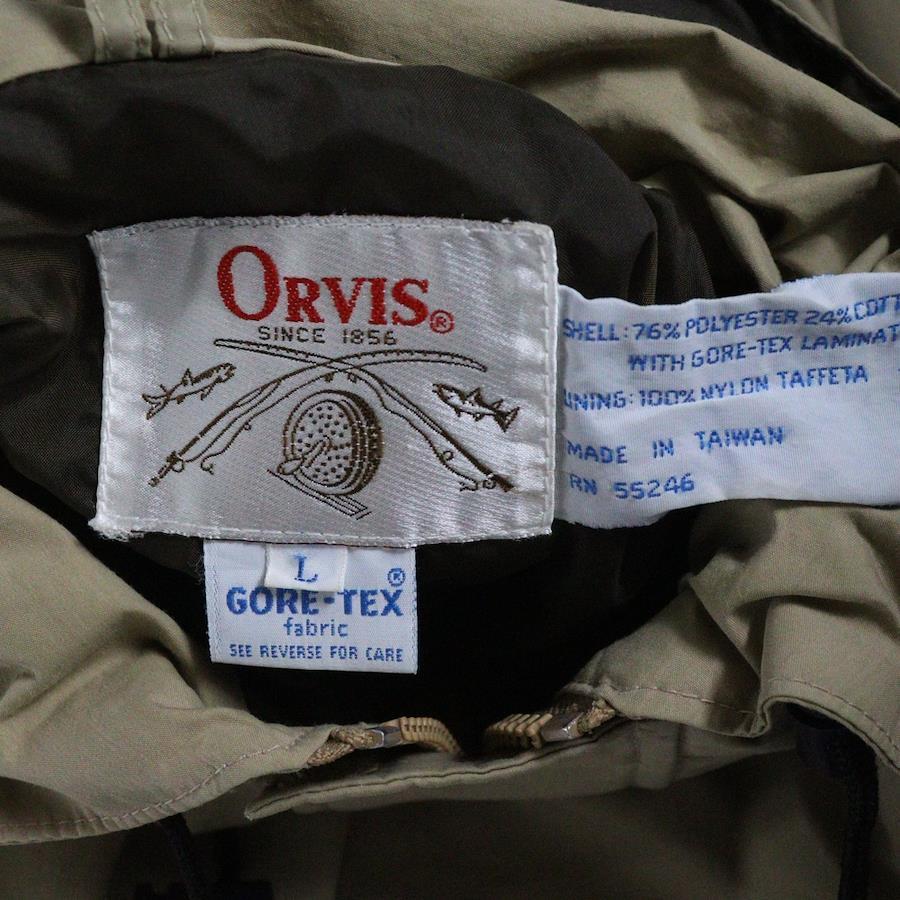 ORVIS®
SINCE 1856
SHELL: 76% POLYESTER 24% COTT
WITH GORE-TEX LAMINAT
LINING: 100% NYLON TAFFETA
MADE IN TAIWAN
RN 55246
L
GORE-TEX®
fabric
SEE REVERSE FOR CARE